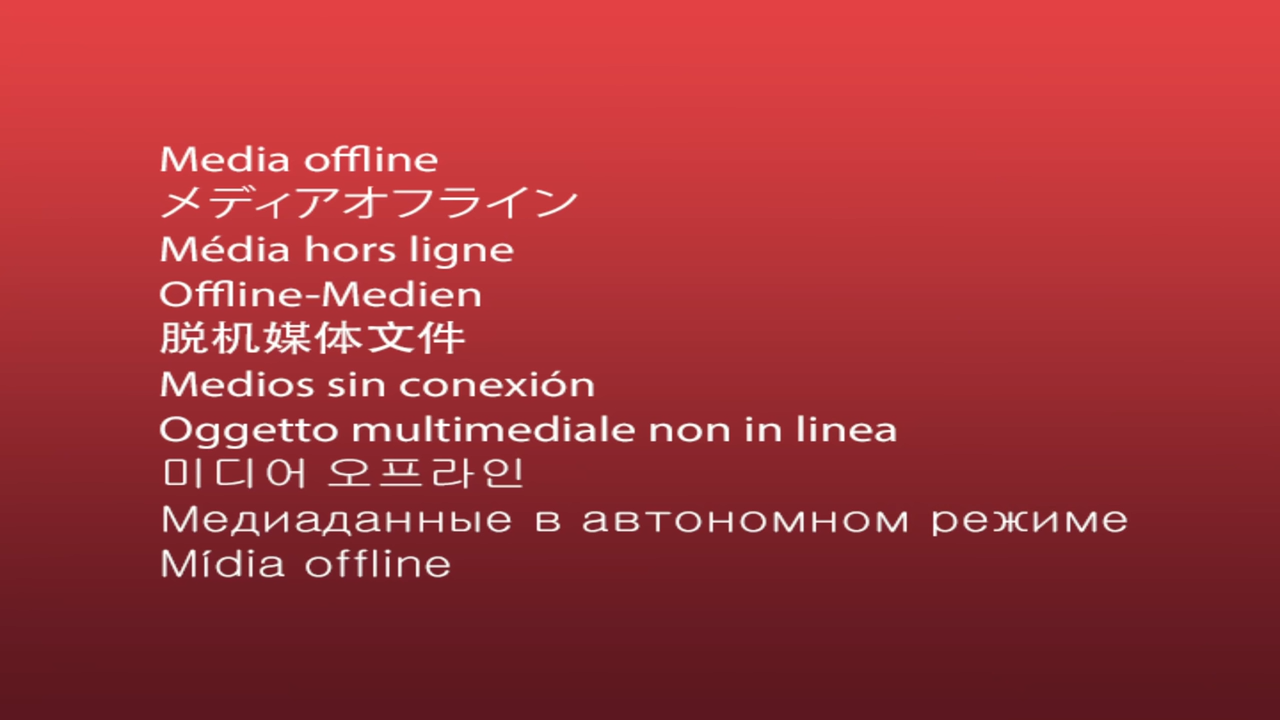 Media offline
メディアオフライン
Média hors ligne
Offline-Medien
脱机媒体文件
Medios sin conexión
Oggetto multimediale non in linea
미디어 오프라인
Медиаданные в автономном режиме
Mídia offline